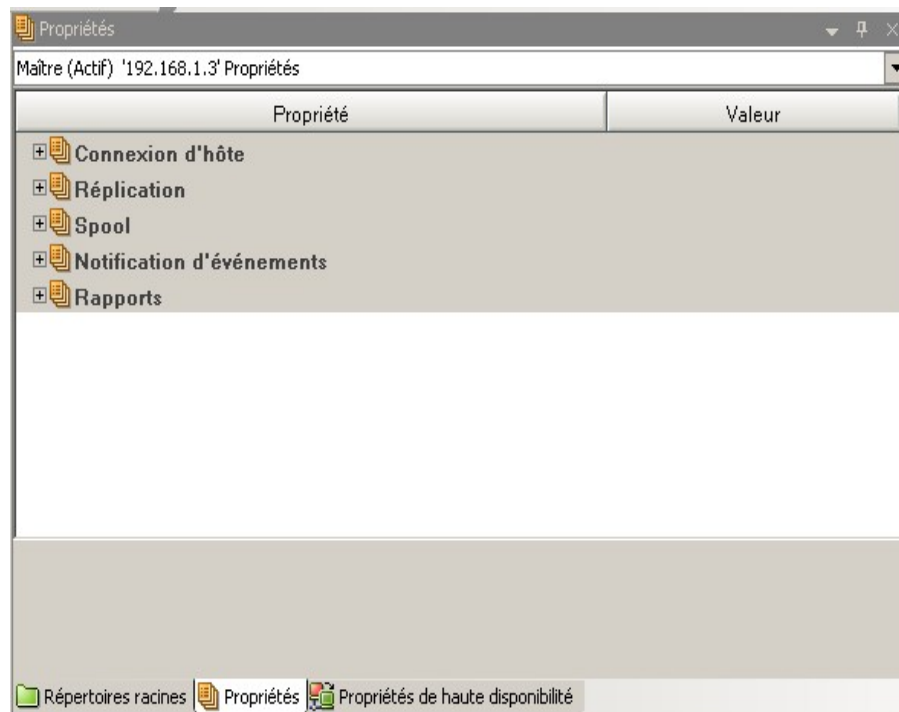 Propriétés
Maître (Actif) '192.168.1.3' Propriétés
Propriété Valeur
Connexion d'hôte
Réplication
Spool
Notification d'événements
Rapports
Répertoires racines Propriétés Propriétés de haute disponibilité